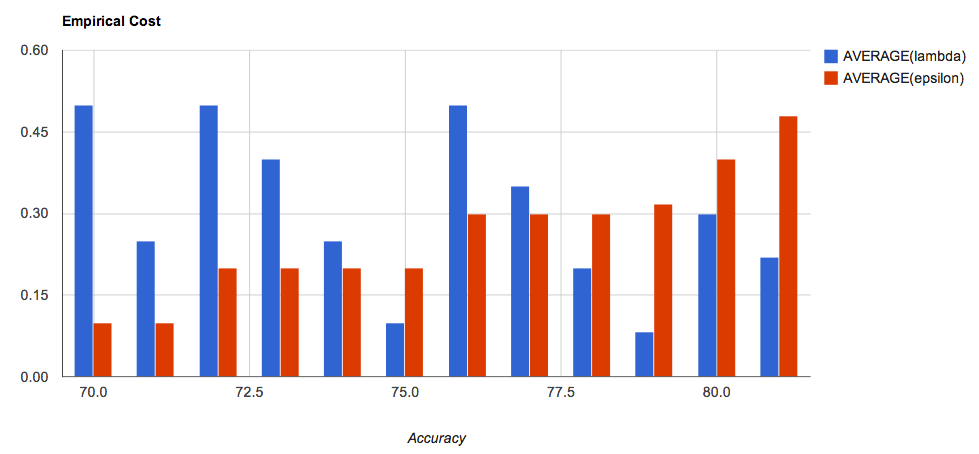 Empirical Cost
0.60
0.45
0.30
0.15
0.00
70.0 72.5 75.0 77.5 80.0
Accuracy
AVERAGE(lambda)
AVERAGE(epsilon)